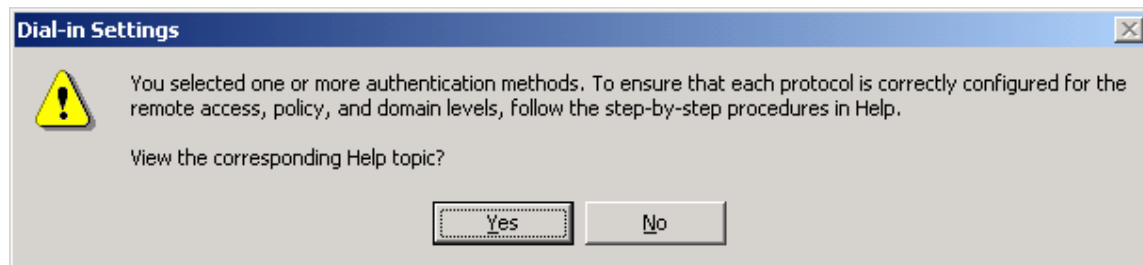 Dial-in Settings
You selected one or more authentication methods. To ensure that each protocol is correctly configured for the
remote access, policy, and domain levels, follow the step-by-step procedures in Help.
View the corresponding Help topic?
Yes
No